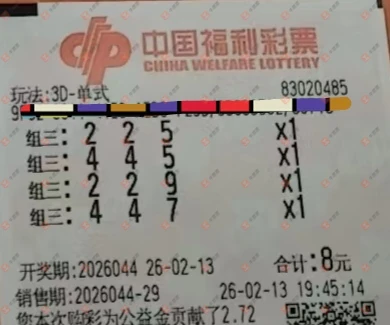 中国福利彩票
CHINA WELFARE LOTTERY
玩法:3D-单式 83020485
组三: 2 2 5 X1
组三: 4 4 5 X1
组三: 2 2 9 X1
组三: 4 4 7 X1
开奖期:2026044 26-02-13 合计:8元
销售期:2026044-29 26-02-13 19:45:14
您本次购彩为公益金贡献了2.72